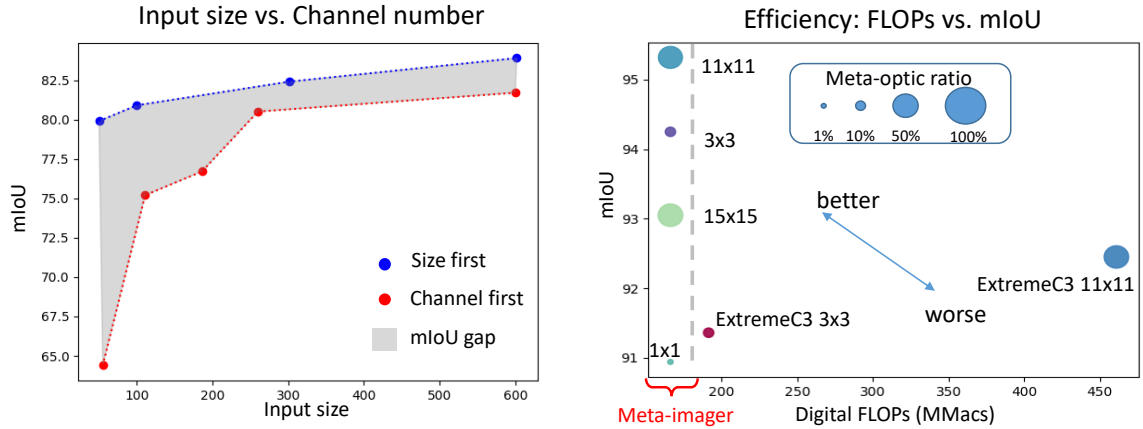 Input size vs. Channel number
82.5
80.0
77.5
75.0
72.5
70.0
67.5
65.0
mIoU
100
200
300
400
500
600
Input size
Size first
Channel first
mIoU gap
Efficiency: FLOPs vs. mIoU
95
94
93
92
91
mIoU
11x11
3x3
15x15
1x1
Meta-optic ratio
1%
10%
50%
100%
better
worse
ExtremeC3 11x11
ExtremeC3 3x3
200
250
300
350
400
450
Meta-imager
Digital FLOPs (MMacs)